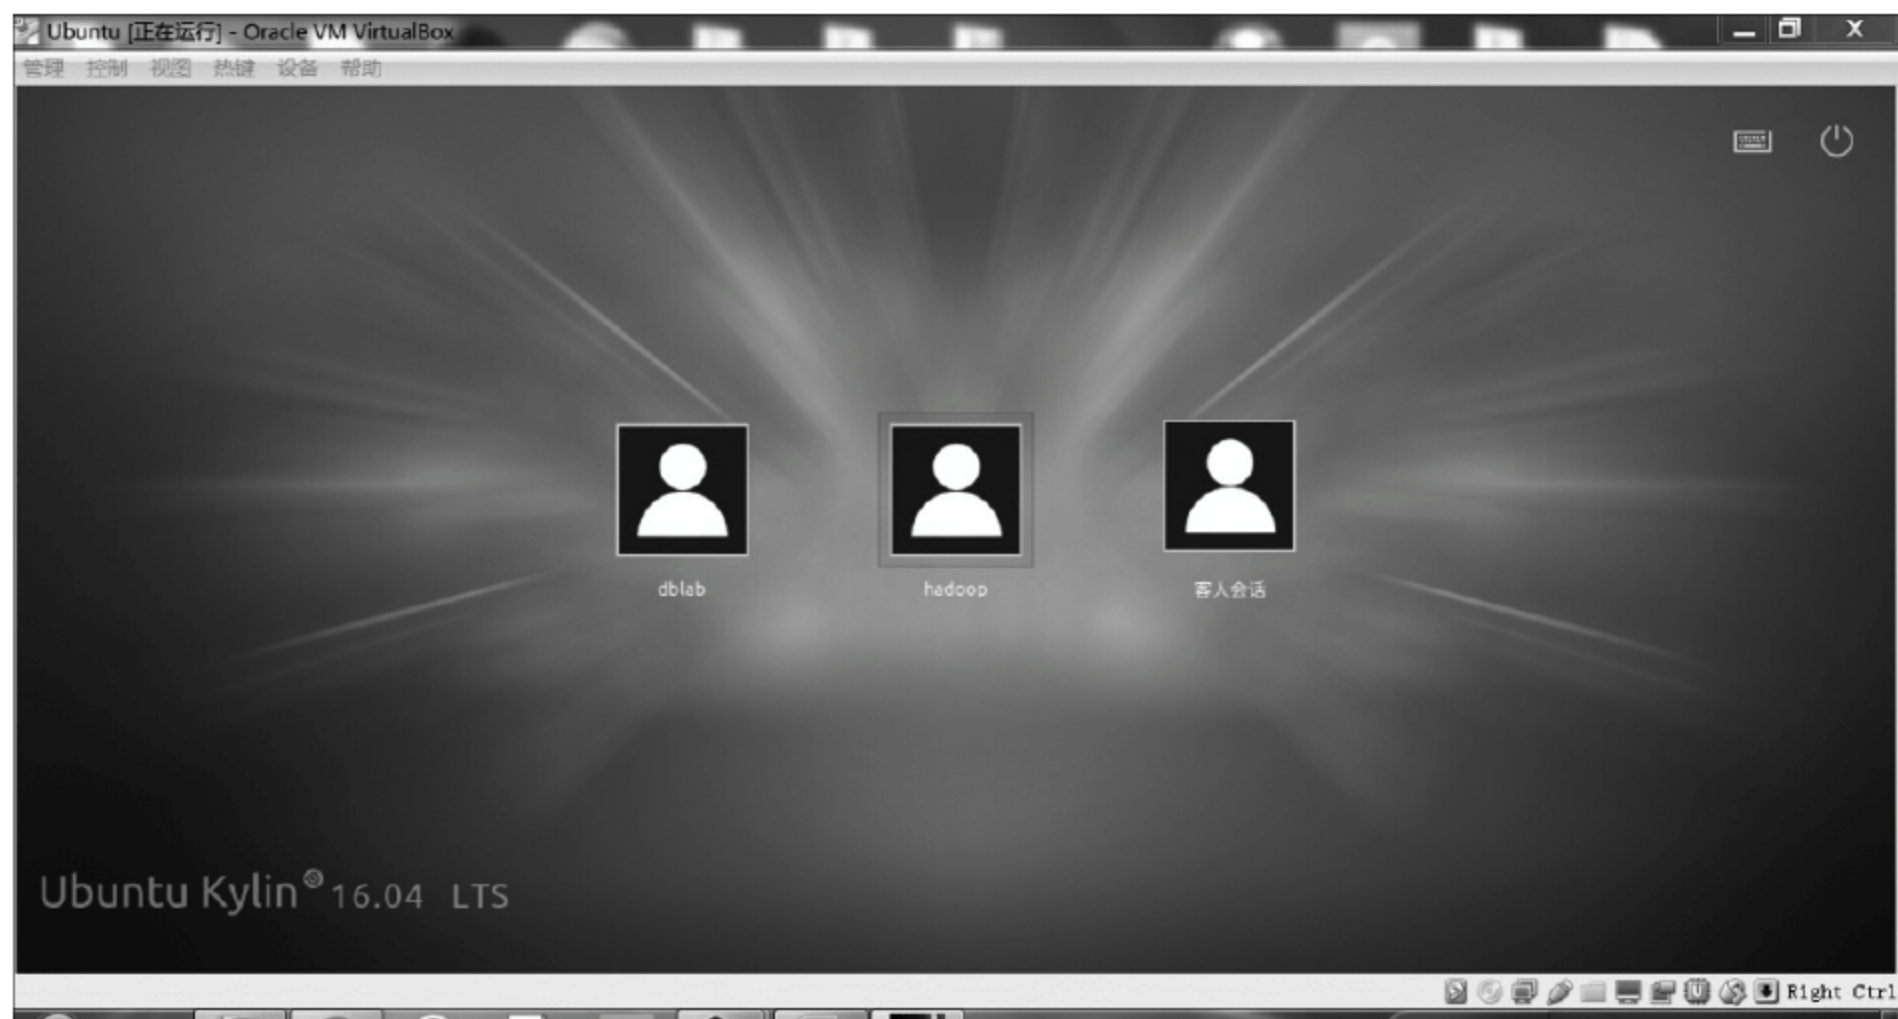 Ubuntu [正在运行] - Oracle VM VirtualBox
管理 控制 视图 热键 设备 帮助
dblab hadoop 客人会话
Ubuntu Kylin 16.04 LTS
Right Ctrl